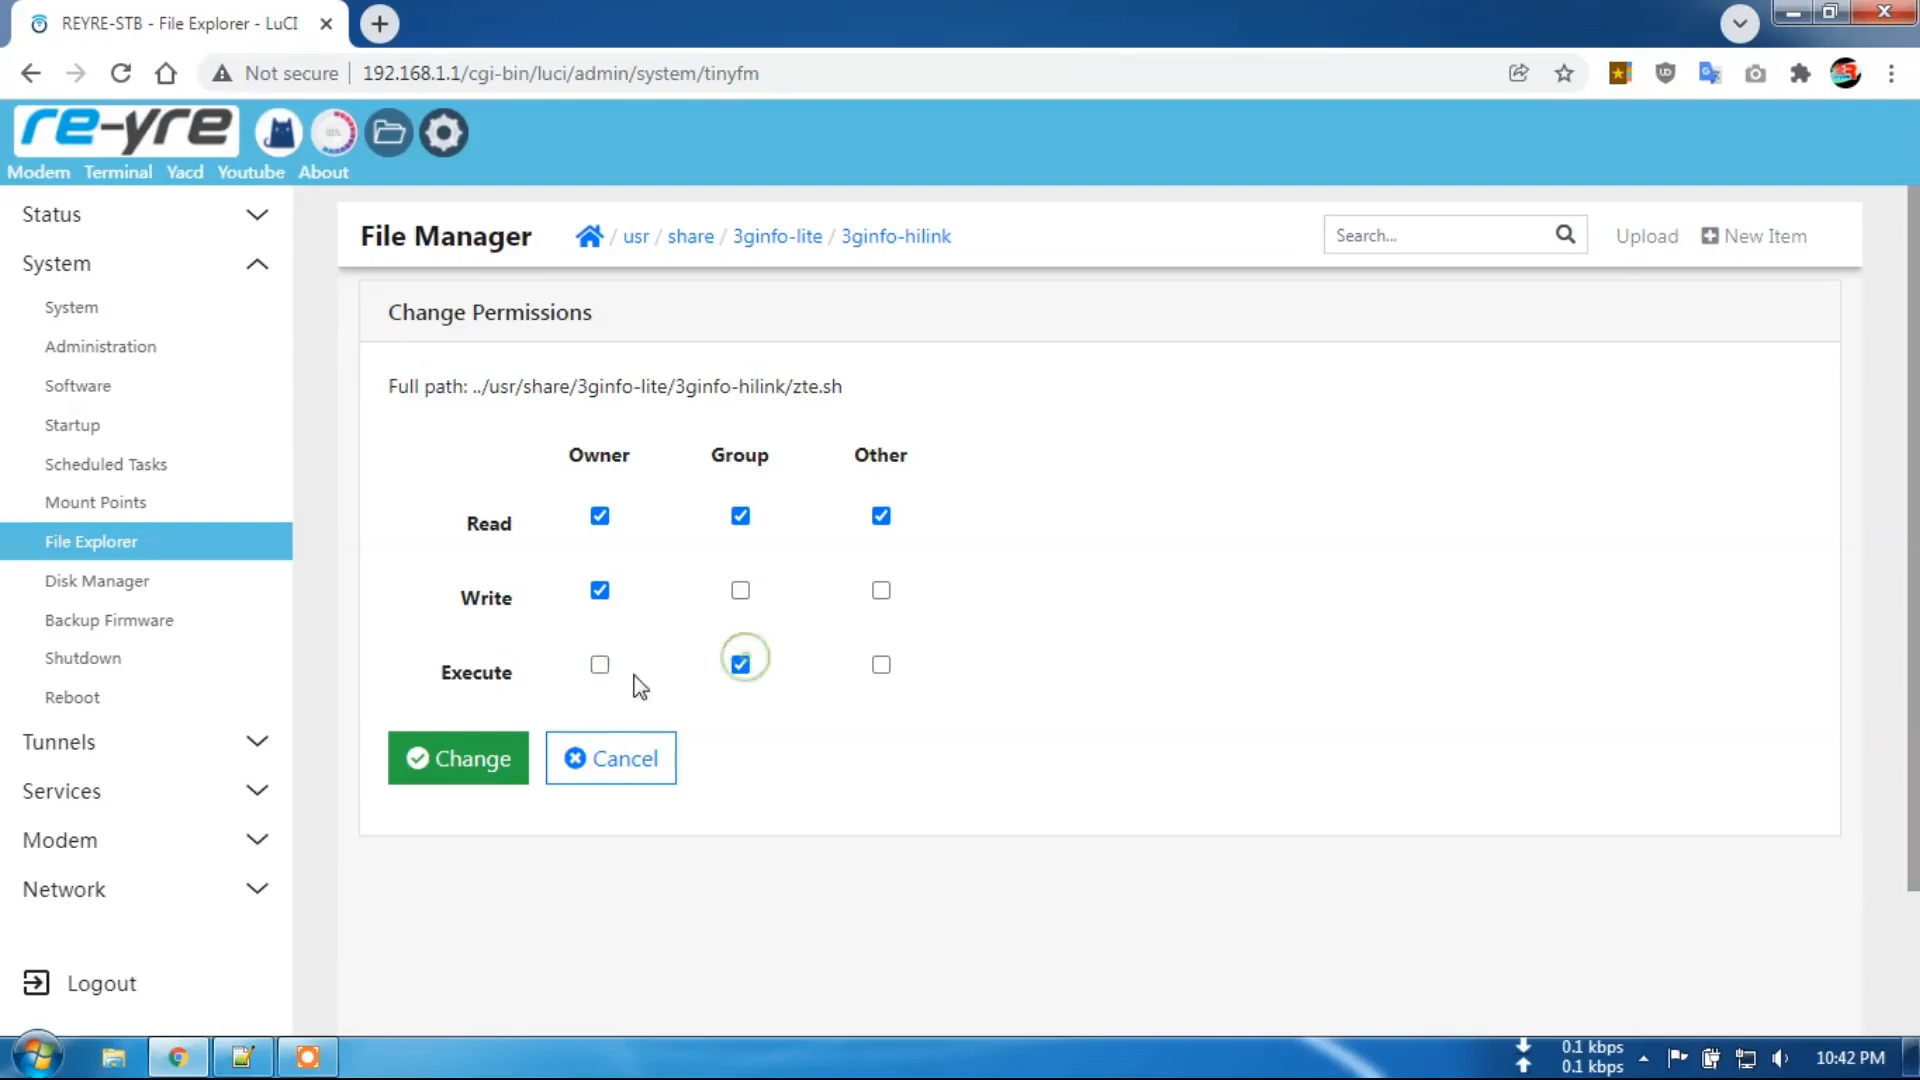 REYRE-STB - File Explorer - LuCI
Not secure
192.168.1.1/cgi-bin/luci/admin/system/tinyfm
re-yre
Modem Terminal Yacd Youtube About
Status
System
System
Administration
Software
Startup
Scheduled Tasks
Mount Points
File Explorer
Disk Manager
Backup Firmware
Shutdown
Reboot
Tunnels
Services
Modem
Network
Logout
File Manager
/ usr / share / 3ginfo-lite / 3ginfo-hilink
Search...
Upload
New Item
Change Permissions
Full path: ../usr/share/3ginfo-lite/3ginfo-hilink/zte.sh
Owner Group Other
Read
Write
Execute
Change
Cancel
0.1 kbps
0.1 kbps
10:42 PM